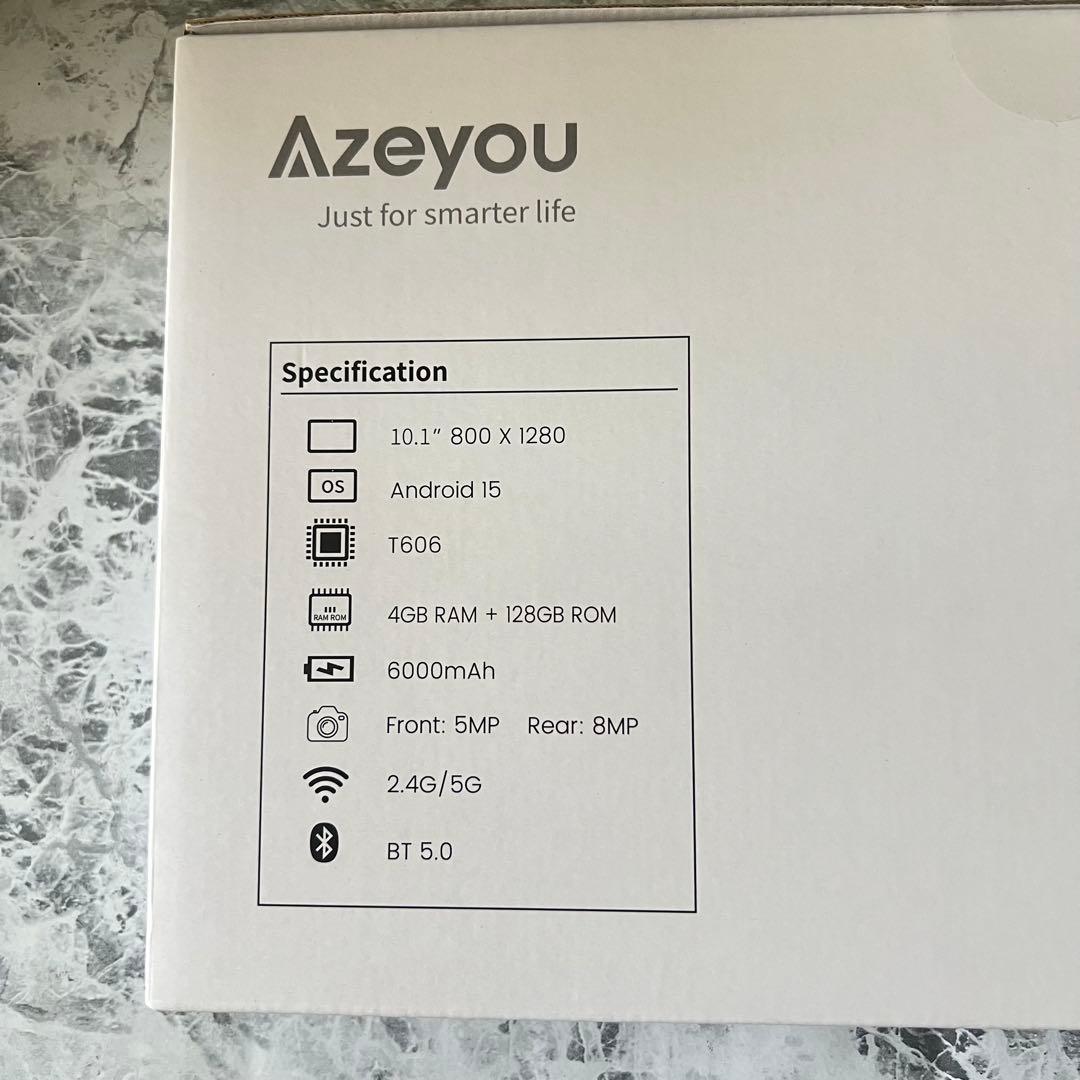 Azeyou
Just for smarter life
Specification
10.1" 800 X 1280
OS Android 15
T606
RAM ROM 4GB RAM + 128GB ROM
6000mAh
Front: 5MP Rear: 8MP
2.4G/5G
BT 5.0